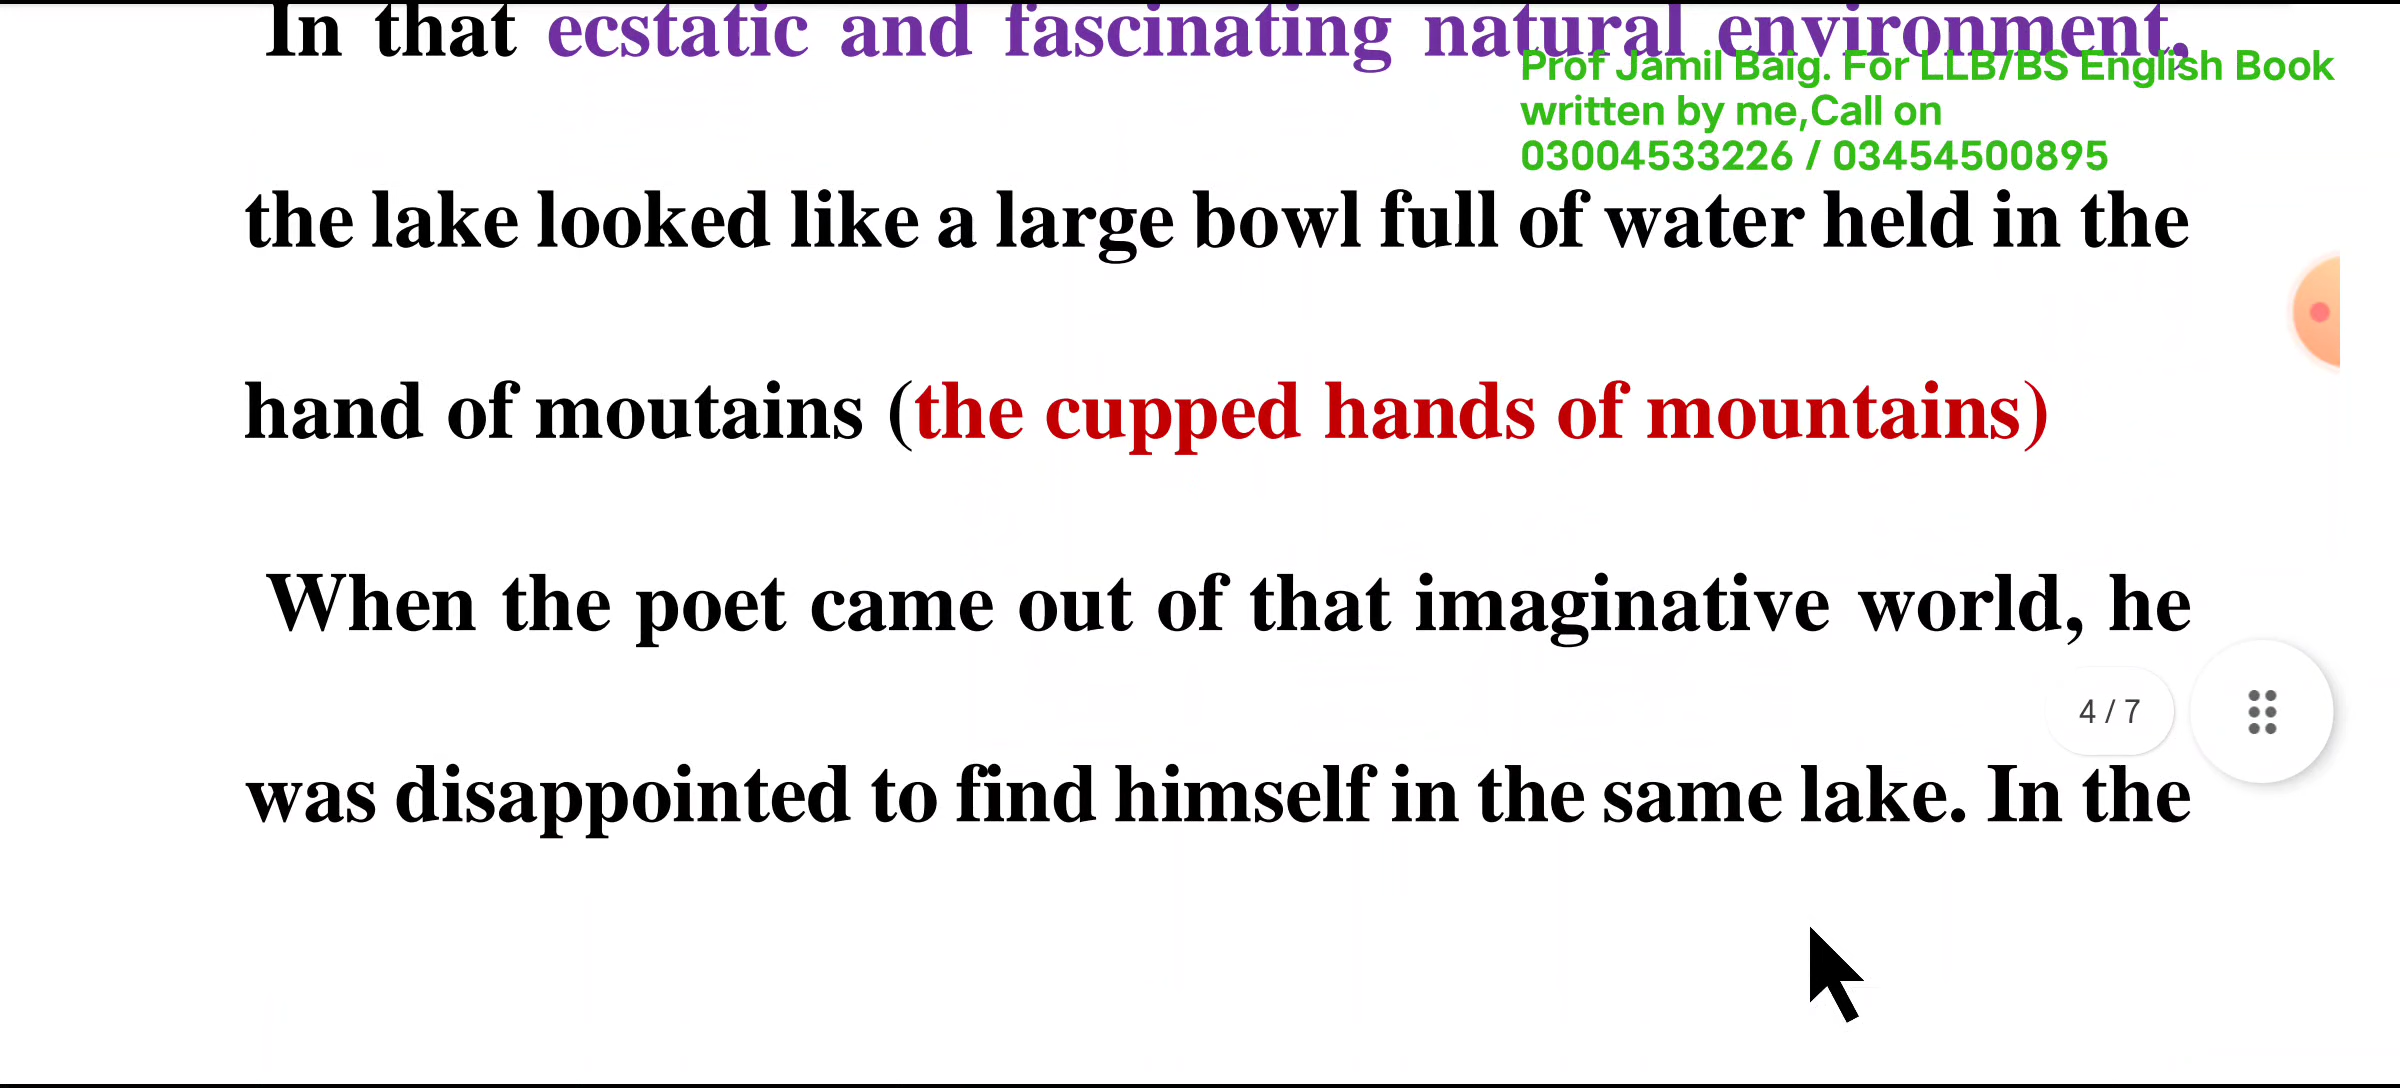 In that ecstatic and fascinating natural environment,
Prof Jamil Baig. For LLB/BS English Book
written by me,Call on
03004533226 / 03454500895
the lake looked like a large bowl full of water held in the
hand of moutains (the cupped hands of mountains)
When the poet came out of that imaginative world, he
4 / 7
was disappointed to find himself in the same lake. In the